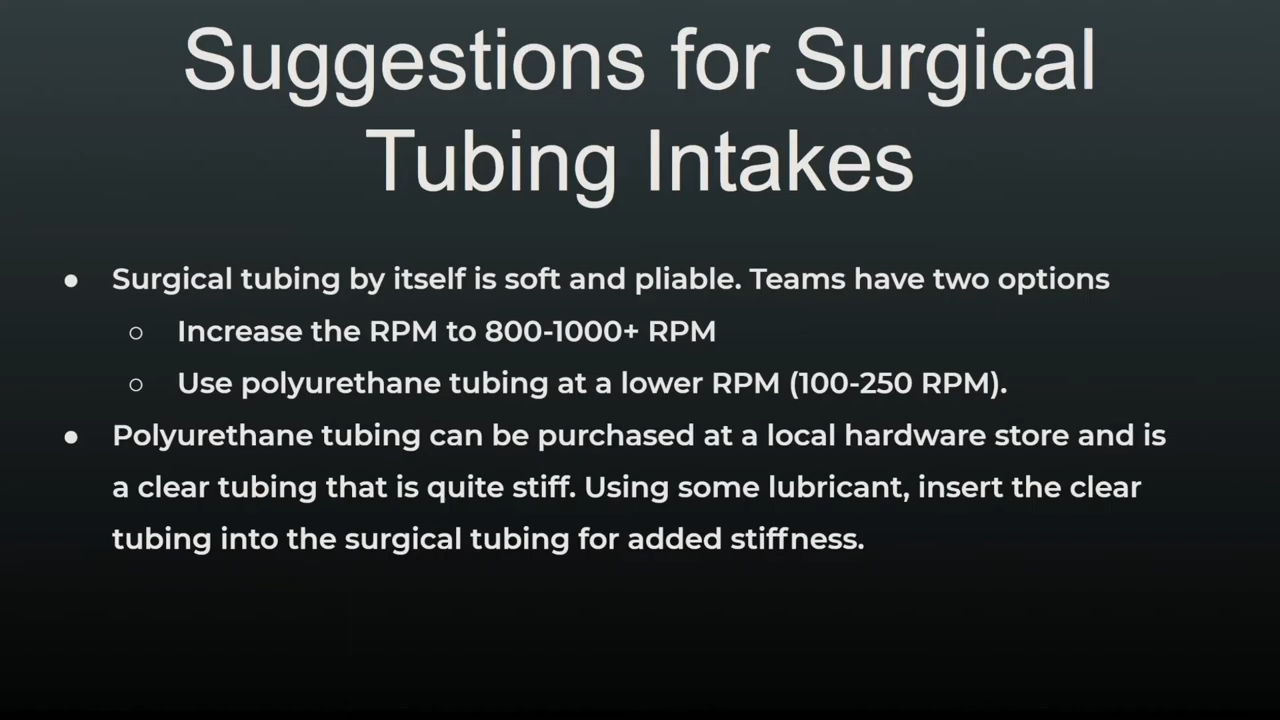 Suggestions for Surgical
Tubing Intakes
● Surgical tubing by itself is soft and pliable. Teams have two options
○ Increase the RPM to 800-1000+ RPM
○ Use polyurethane tubing at a lower RPM (100-250 RPM).
● Polyurethane tubing can be purchased at a local hardware store and is
a clear tubing that is quite stiff. Using some lubricant, insert the clear
tubing into the surgical tubing for added stiffness.